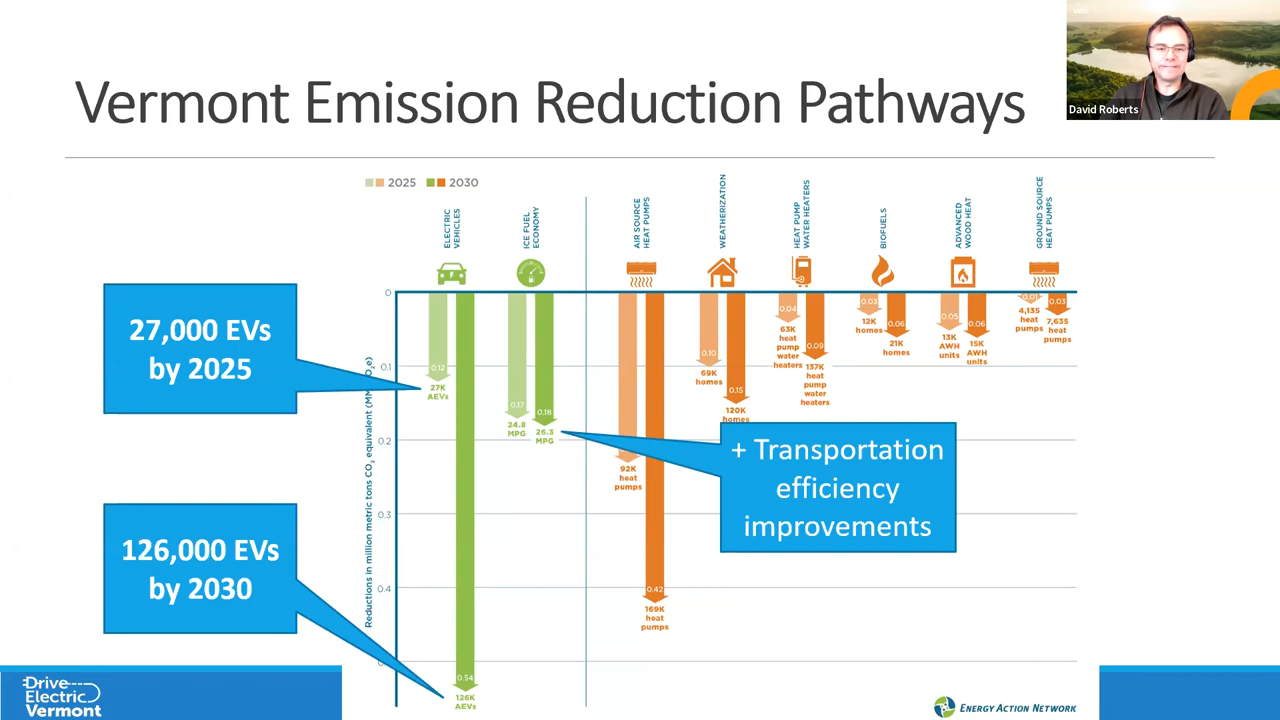 Vermont Emission Reduction Pathways
David Roberts
2025
2030
ELECTRIC
VEHICLES
ICE FUEL
ECONOMY
AIR SOURCE
HEAT PUMPS
WEATHERIZATION
HEAT PUMP
WATER HEATERS
BIOFUELS
ADVANCED
WOOD HEAT
GROUND SOURCE
HEAT PUMPS
Reductions in million metric tons CO2 equivalent (MM
O2e)
0
0.1
0.2
0.3
0.4
0.12
27K
AEVs
0.54
126K
AEVs
0.17
24.8
MPG
0.18
26.3
MPG
92K
heat
pumps
0.42
169K
heat
pumps
0.10
69K
homes
0.15
120K
homes
0.04
63K
heat
pump
water
heaters
0.09
137K
heat
pump
water
heaters
0.03
12K
homes
0.06
21K
homes
0.05
13K
AWH
units
0.06
15K
AWH
units
0.01
4,135
heat
pumps
0.03
7,635
heat
pumps
27,000 EVs
by 2025
126,000 EVs
by 2030
+ Transportation
efficiency
improvements
Drive
Electric
Vermont
ENERGY ACTION NETWORK